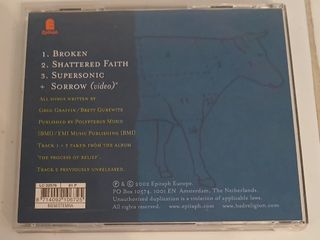 Epitaph
1. Broken
2. Shattered Faith
3. Supersonic
+ Sorrow (video)*
All songs written by
Greg Graffin / Brett Gurewitz
Published by Polypterus Music
(BMI) / EMI Music Publishing (BMI)
Track 1 + 3 taken from the album
'The process of belief'.
Track 2 previously unreleased.
℗ & © 2002 Epitaph Europe.
PO Box 10574, 1001 EN Amsterdam, The Netherlands.
Unauthorized duplication is a violation of applicable laws.
www.epitaph.com www.badreligion.com